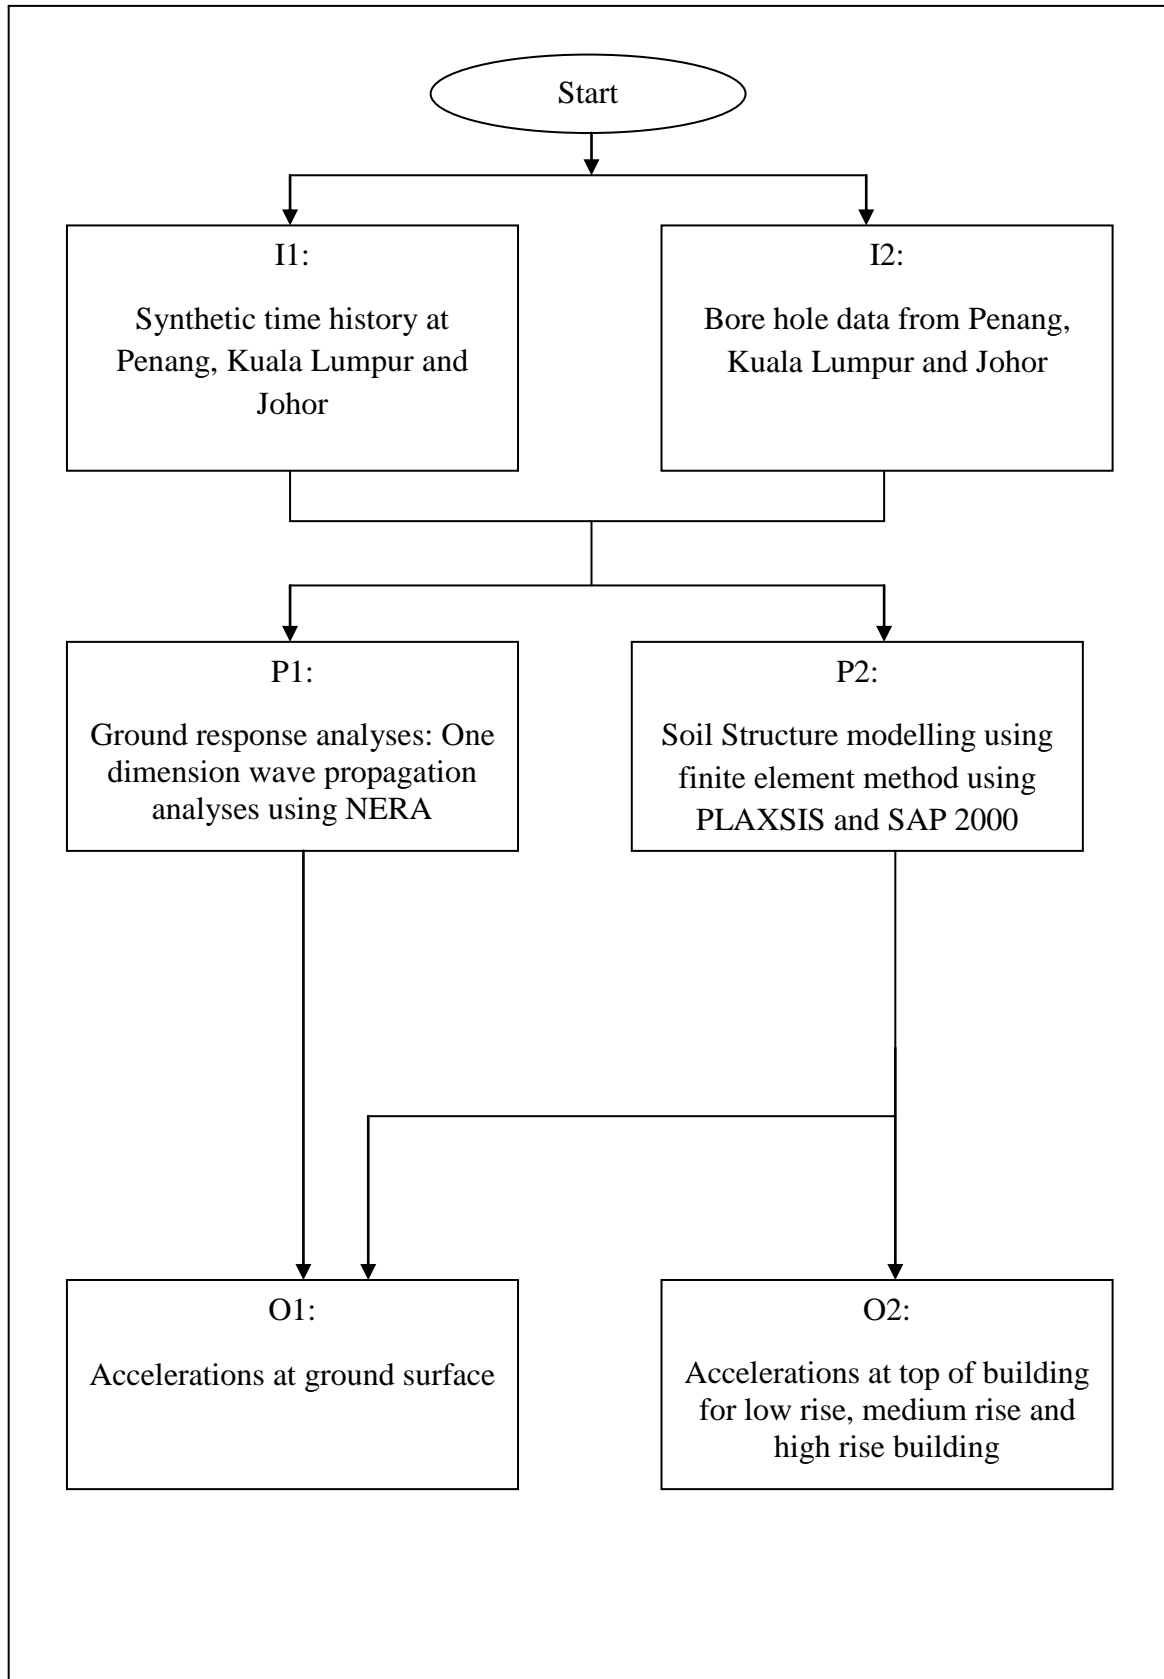 Start
I1:
Synthetic time history at
Penang, Kuala Lumpur and
Johor
I2:
Bore hole data from Penang,
Kuala Lumpur and Johor
P1:
Ground response analyses: One
dimension wave propagation
analyses using NERA
P2:
Soil Structure modelling using
finite element method using
PLAXSIS and SAP 2000
O1:
Accelerations at ground surface
O2:
Accelerations at top of building
for low rise, medium rise and
high rise building